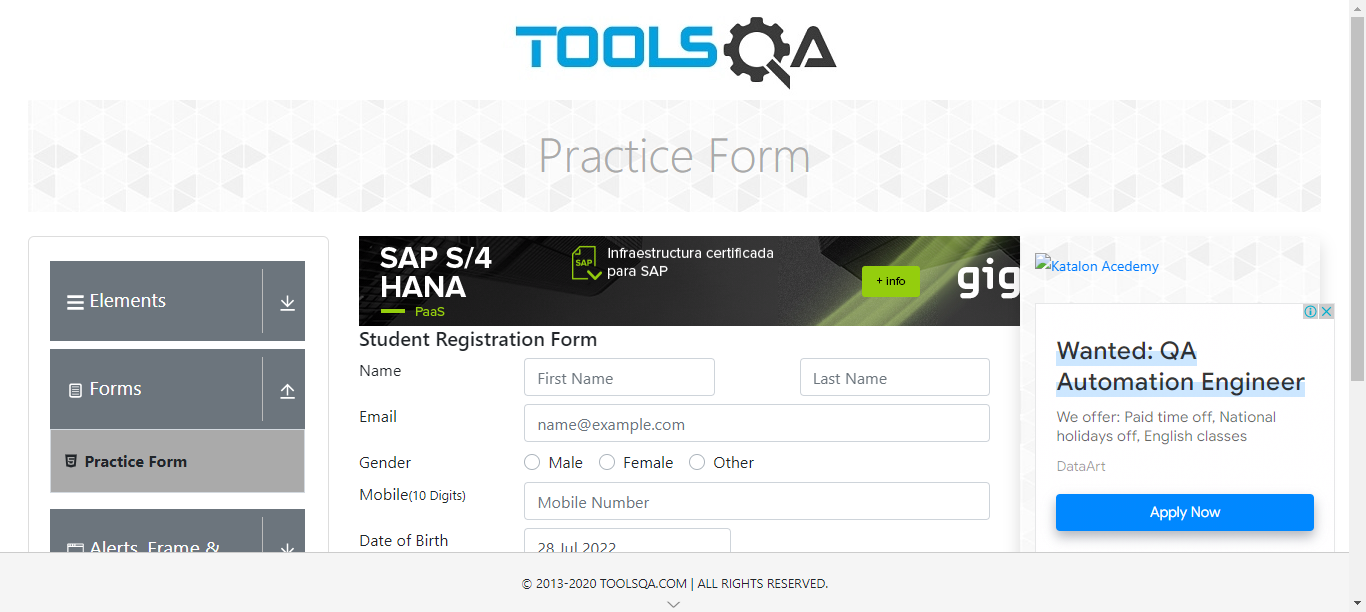 TOOLSQA
Practice Form
Elements
Forms
Practice Form
Alerts, Frame &
SAP S/4
HANA
PaaS
SAP
Infraestructura certificada
para SAP
+ info
gig
Student Registration Form
Name
First Name
Last Name
Email
name@example.com
Gender
Male
Female
Other
Mobile(10 Digits)
Mobile Number
Date of Birth
28 Jul 2022
Katalon Acedemy
Wanted: QA
Automation Engineer
We offer: Paid time off, National
holidays off, English classes
DataArt
Apply Now
© 2013-2020 TOOLSQA.COM | ALL RIGHTS RESERVED.